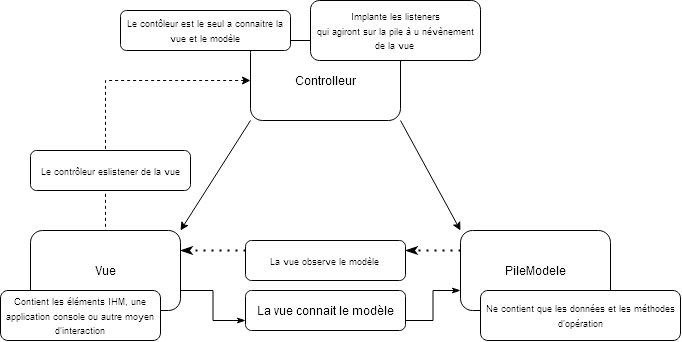 Le contôleur est le seul a connaitre la
vue et le modèle
Implante les listeners
qui agiront sur la pile à u névènement
de la vue
Controlleur
Le contrôleur eslistener de la vue
La vue observe le modèle
Vue
PileModele
Contient les éléments IHM, une
application console ou autre moyen
d'interaction
La vue connait le modèle
Ne contient que les données et les méthodes
d'opération